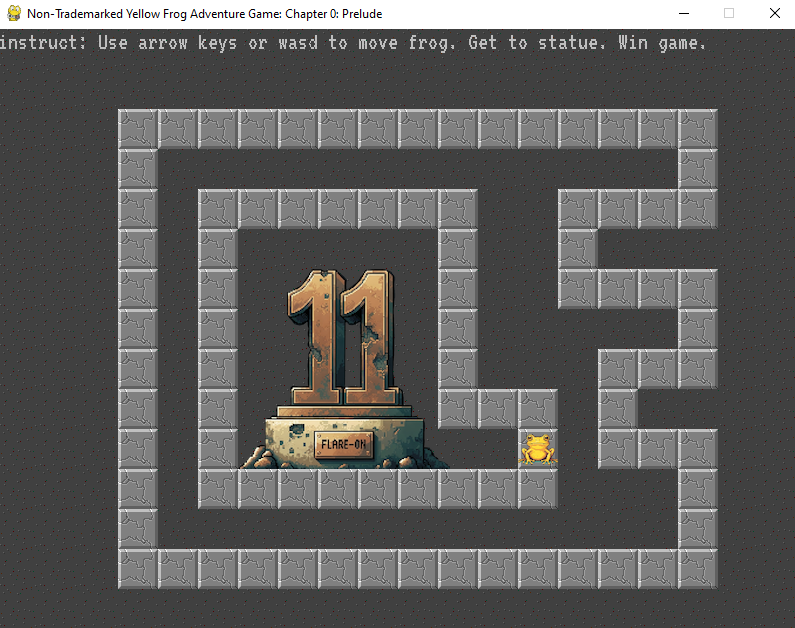 Non-Trademarked Yellow Frog Adventure Game: Chapter 0: Prelude
instruct: Use arrow keys or wasd to move frog. Get to statue. Win game.
11
FLARE-ON